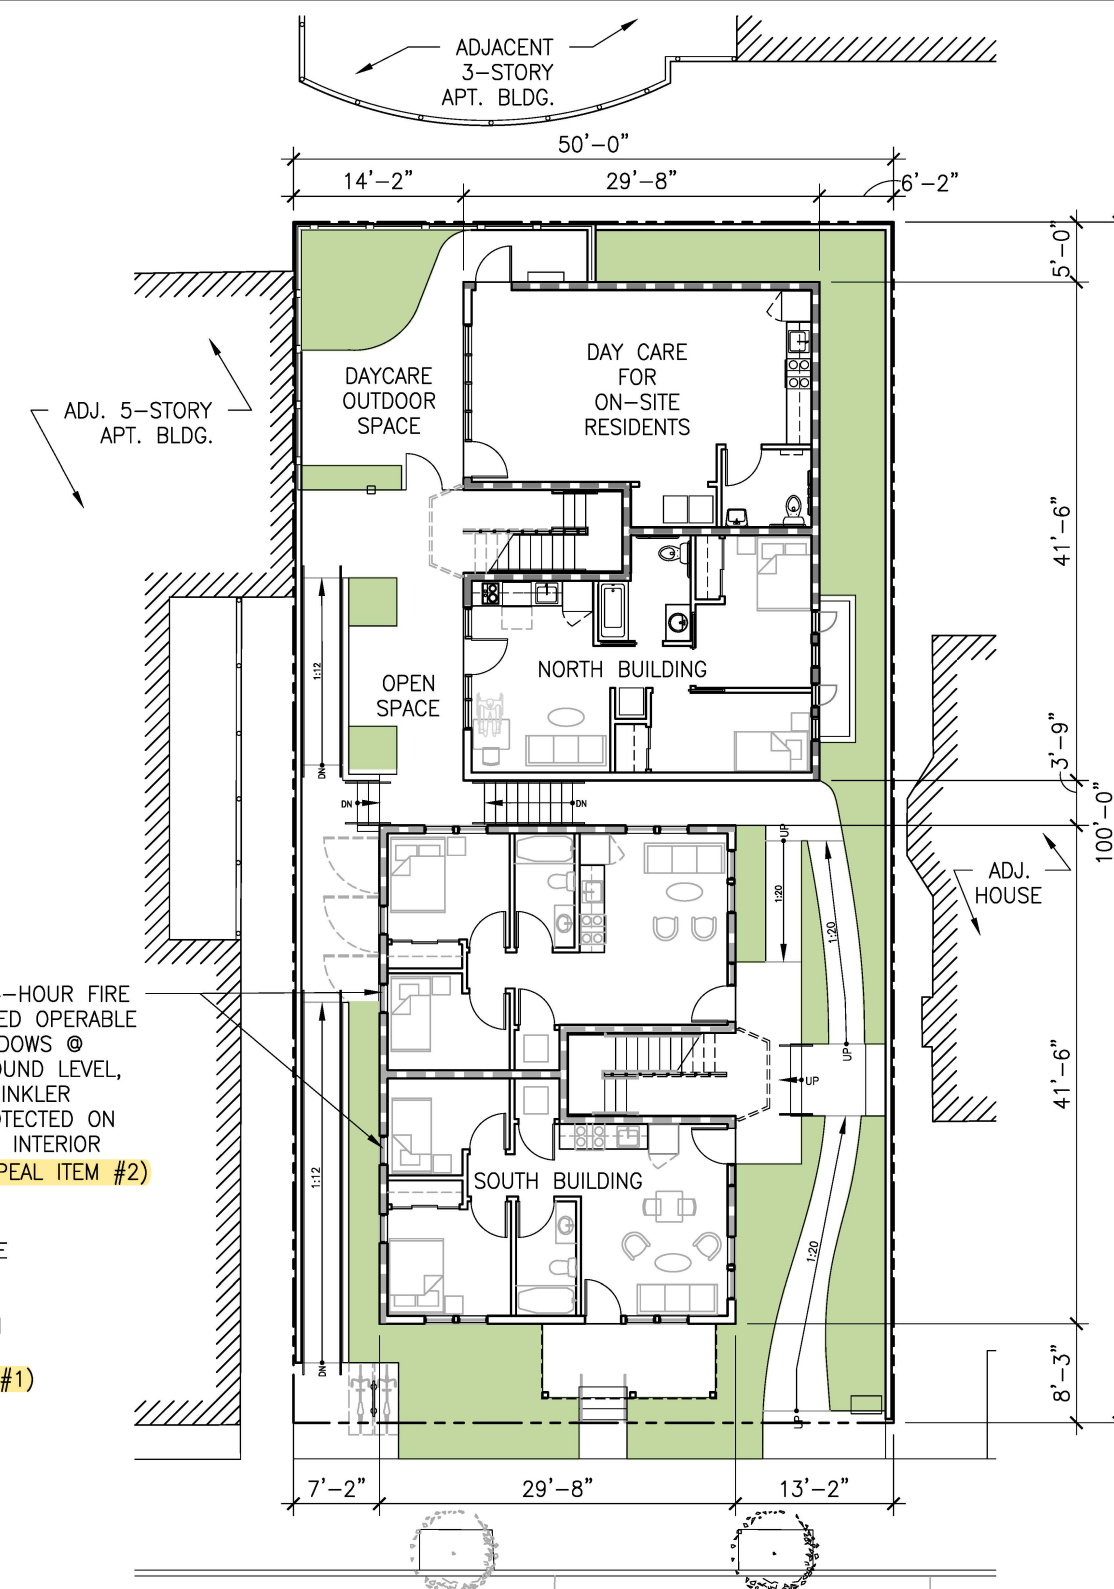 ADJACENT
3-STORY
APT. BLDG.
50'-0"
14'-2"
29'-8"
6'-2"
5'-0"
DAY CARE
FOR
ON-SITE
RESIDENTS
DAYCARE
OUTDOOR
SPACE
ADJ. 5-STORY
APT. BLDG.
41'-6"
1:12
NORTH BUILDING
OPEN
SPACE
DN
3'-9"
DN
DN
100'-0"
UP
1:20
1:20
ADJ.
HOUSE
-HOUR FIRE
ED OPERABLE
DOWS @
OUND LEVEL,
INKLER
OTECTED ON
INTERIOR
PEAL ITEM #2)
UP
UP
41'-6"
1:12
SOUTH BUILDING
1:20
E
#1)
DN
8'-3"
UP
7'-2"
29'-8"
13'-2"